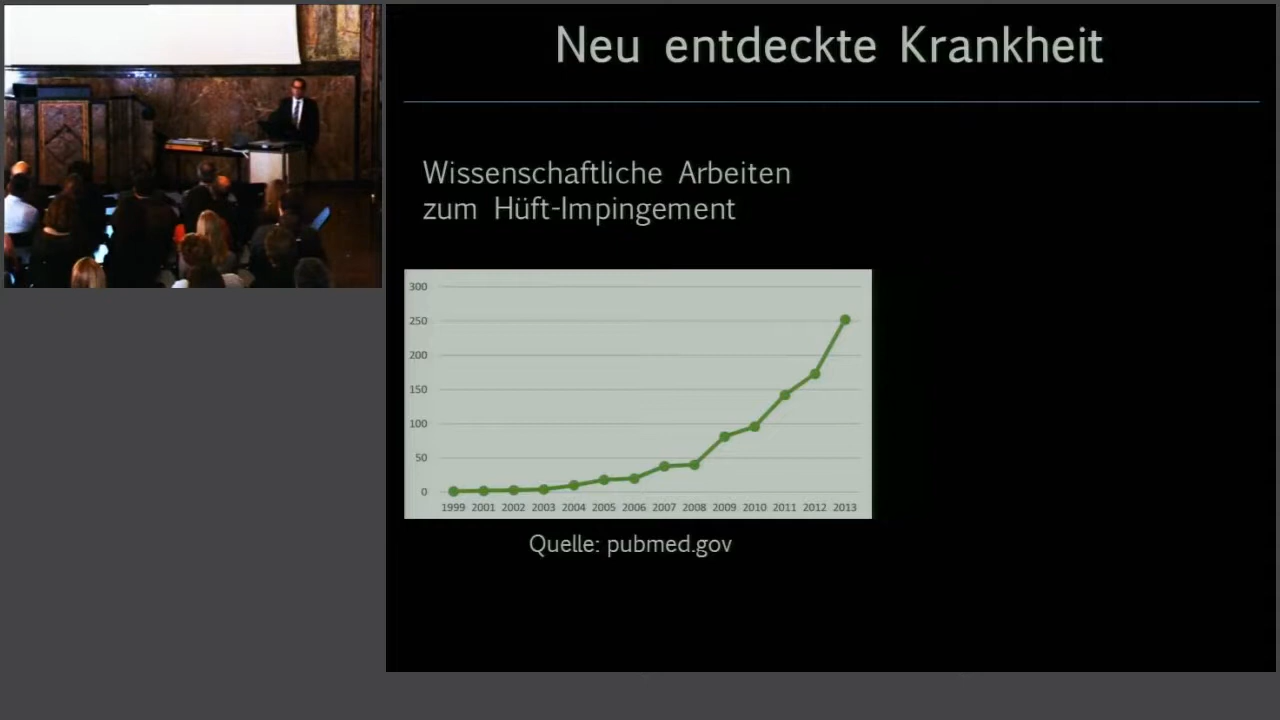 Neu entdeckte Krankheit
Wissenschaftliche Arbeiten
zum Hüft-Impingement
300
250
200
150
100
50
0
1999 2001 2002 2003 2004 2005 2006 2007 2008 2009 2010 2011 2012 2013
Quelle: pubmed.gov